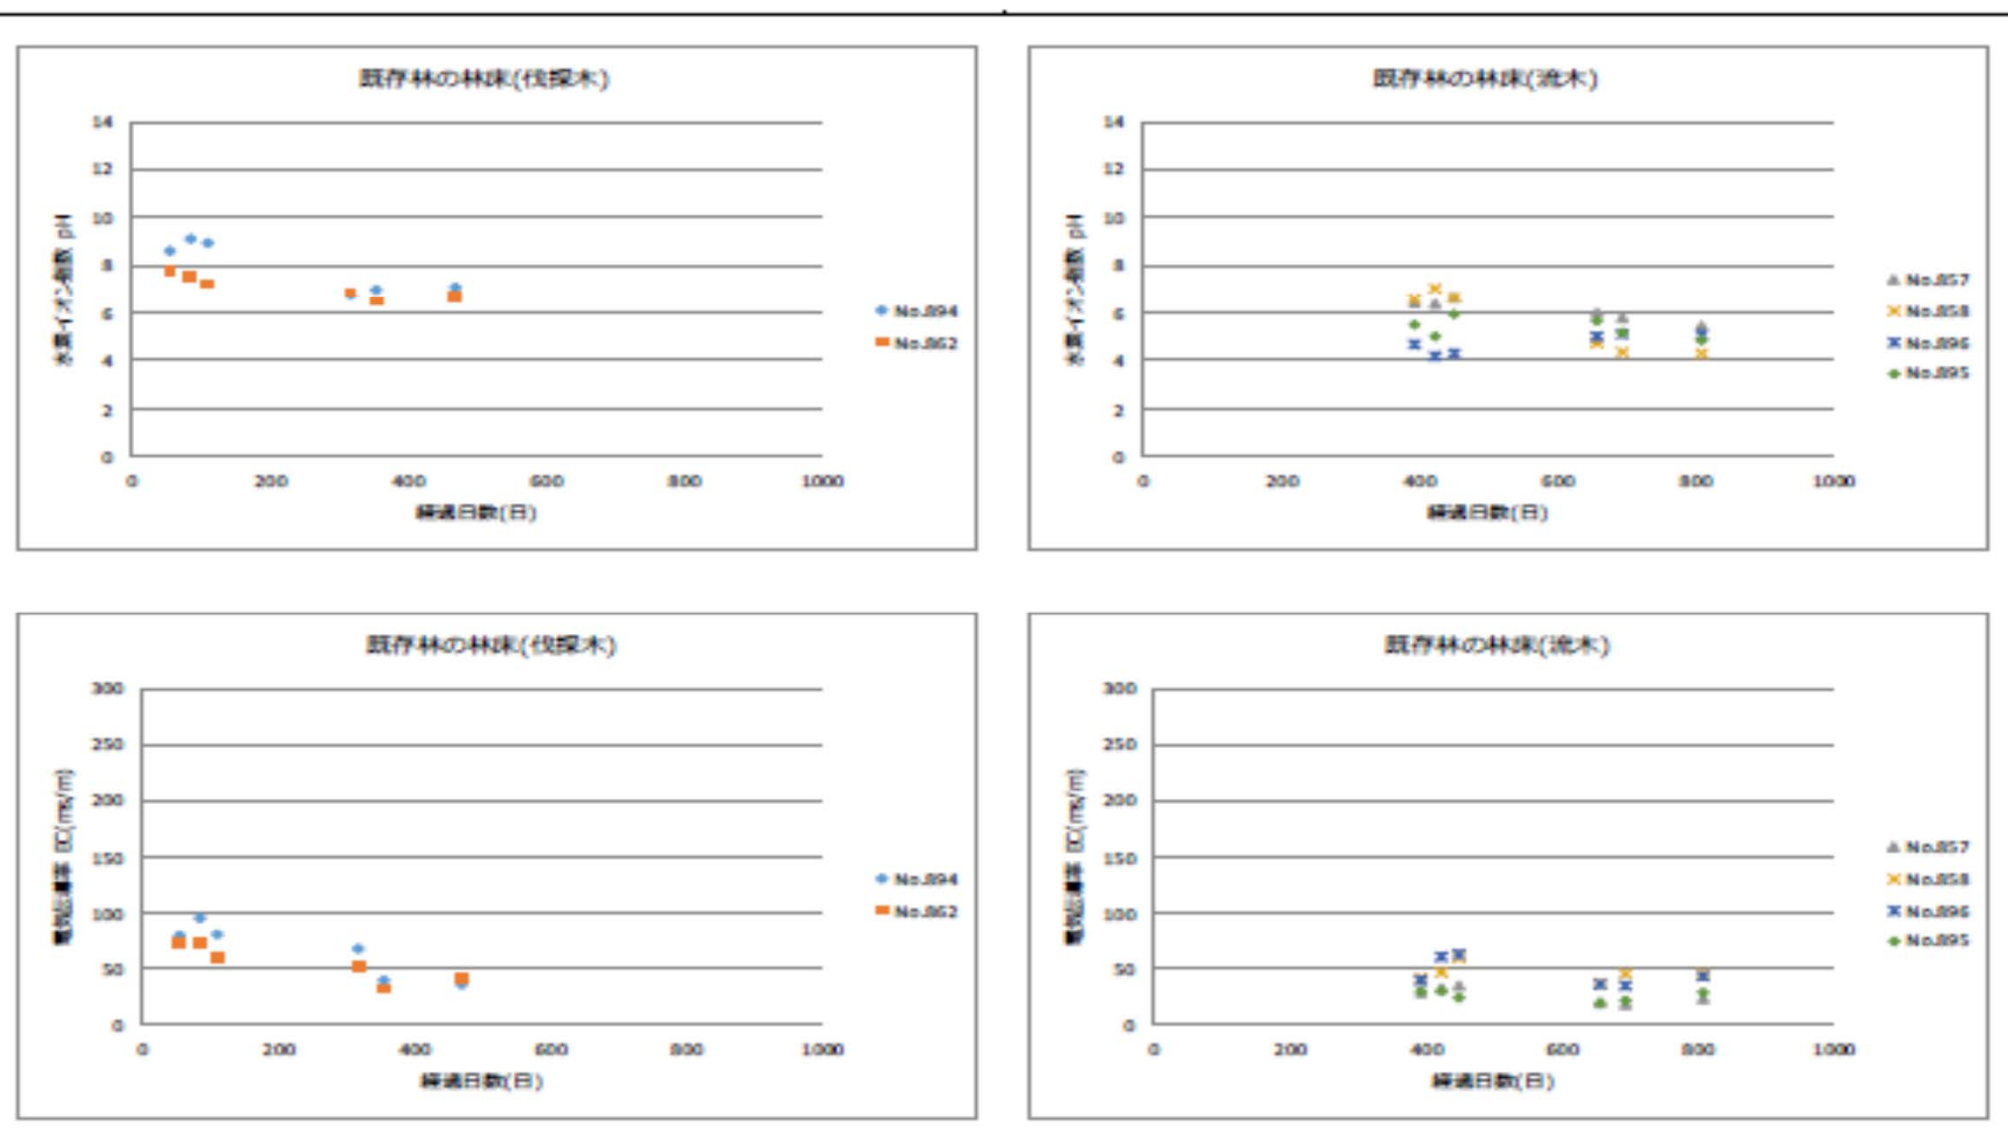 既存林の林床(伐採木)
14
12
10
8
6
4
2
0
水素イオン指数 pH
0 200 400 600 800 1000
経過日数(日)
No.894
No.862
既存林の林床(流木)
14
12
10
8
6
4
2
0
水素イオン指数 pH
0 200 400 600 800 1000
経過日数(日)
No.857
No.858
No.896
No.895
既存林の林床(伐採木)
300
250
200
150
100
50
0
電気伝導率 EC(ms/m)
0 200 400 600 800 1000
経過日数(日)
No.894
No.862
既存林の林床(流木)
300
250
200
150
100
50
0
電気伝導率 EC(ms/m)
0 200 400 600 800 1000
経過日数(日)
No.857
No.858
No.896
No.895